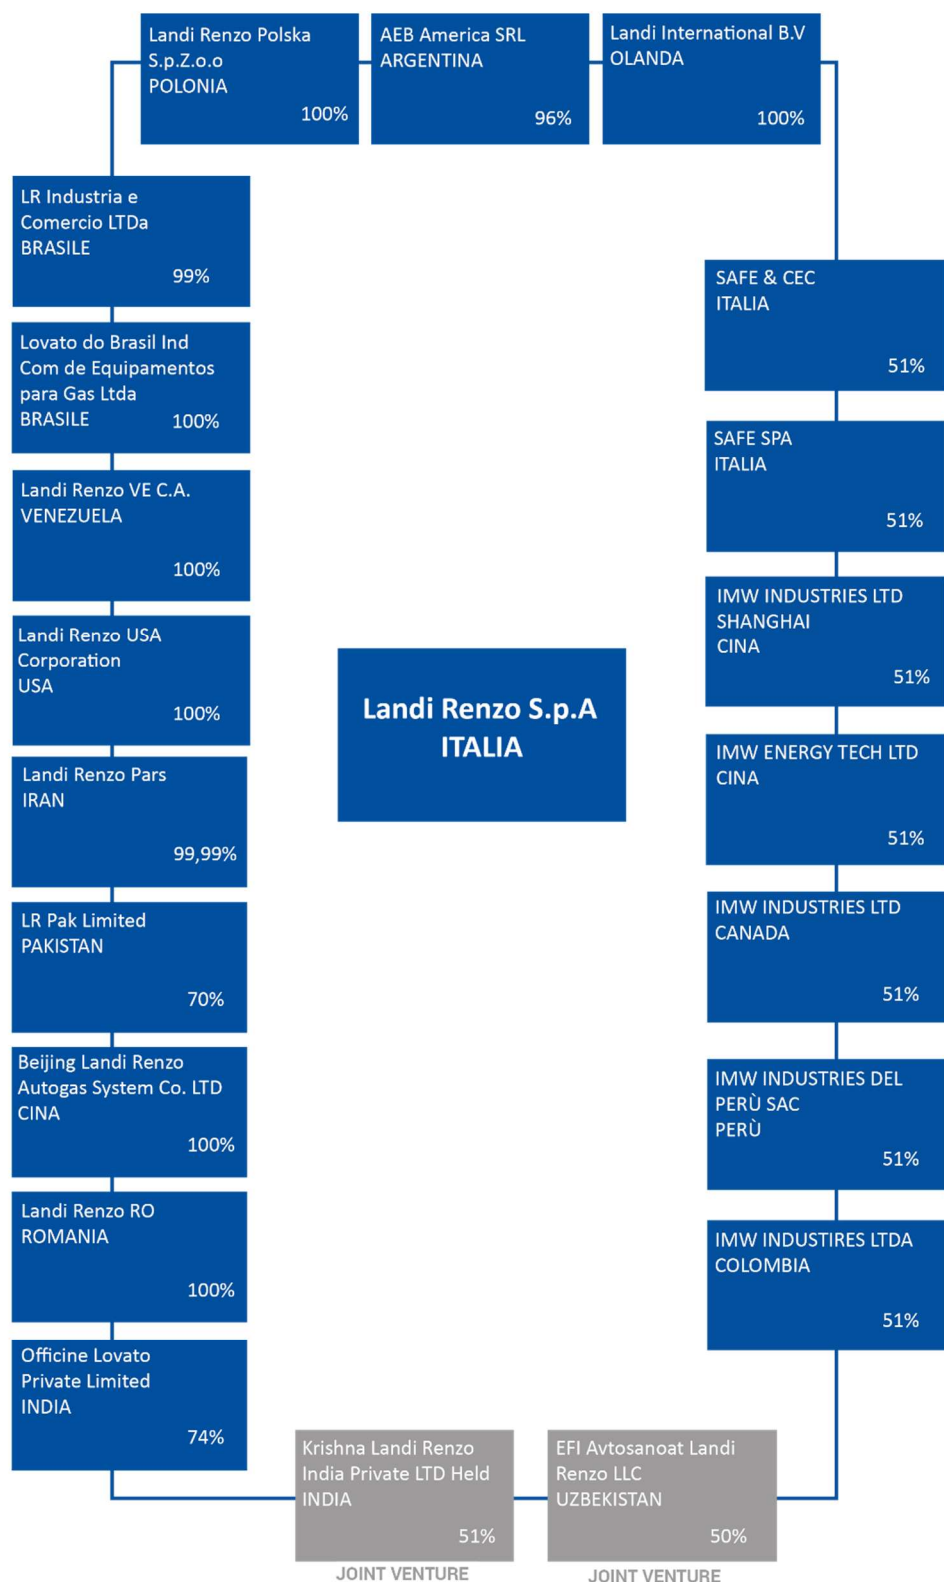 Landi Renzo Polska
S.p.Z.o.o
POLONIA
100%
AEB America SRL
ARGENTINA
96%
Landi International B.V
OLANDA
100%
LR Industria e
Comercio LTDa
BRASILE
99%
Lovato do Brasil Ind
Com de Equipamentos
para Gas Ltda
BRASILE
100%
Landi Renzo VE C.A.
VENEZUELA
100%
Landi Renzo USA
Corporation
USA
100%
Landi Renzo Pars
IRAN
99,99%
LR Pak Limited
PAKISTAN
70%
Beijing Landi Renzo
Autogas System Co. LTD
CINA
100%
Landi Renzo RO
ROMANIA
100%
Officine Lovato
Private Limited
INDIA
74%
Landi Renzo S.p.A
ITALIA
SAFE & CEC
ITALIA
51%
SAFE SPA
ITALIA
51%
IMW INDUSTRIES LTD
SHANGHAI
CINA
51%
IMW ENERGY TECH LTD
CINA
51%
IMW INDUSTRIES LTD
CANADA
51%
IMW INDUSTRIES DEL
PERÙ SAC
PERÙ
51%
IMW INDUSTIRES LTDA
COLOMBIA
51%
Krishna Landi Renzo
India Private LTD Held
INDIA
51%
JOINT VENTURE
EFI Avtosanoat Landi
Renzo LLC
UZBEKISTAN
50%
JOINT VENTURE